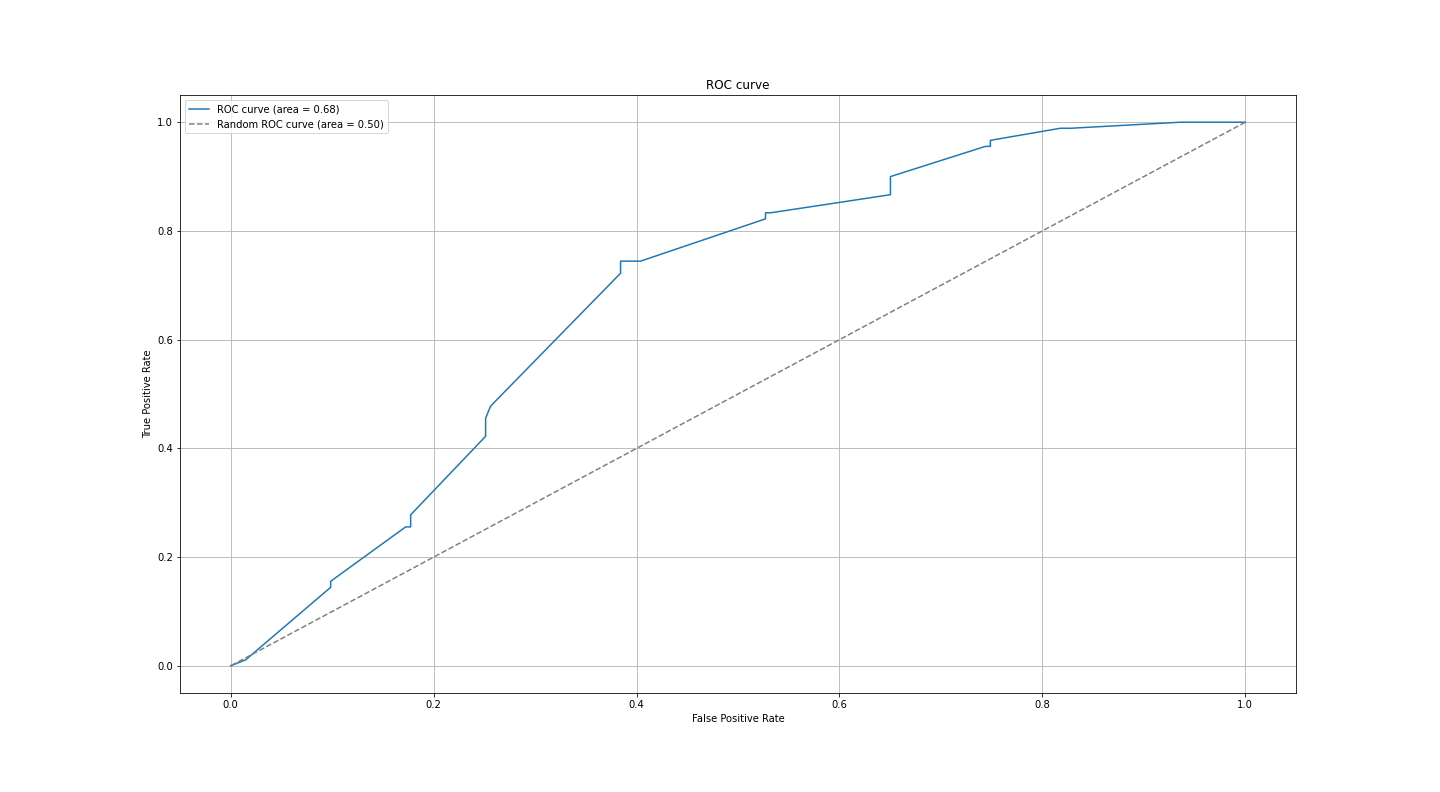 ROC curve
ROC curve (area = 0.68)
Random ROC curve (area = 0.50)
1.0
0.8
0.6
0.4
0.2
0.0
True Positive Rate
0.0 0.2 0.4 0.6 0.8 1.0
False Positive Rate